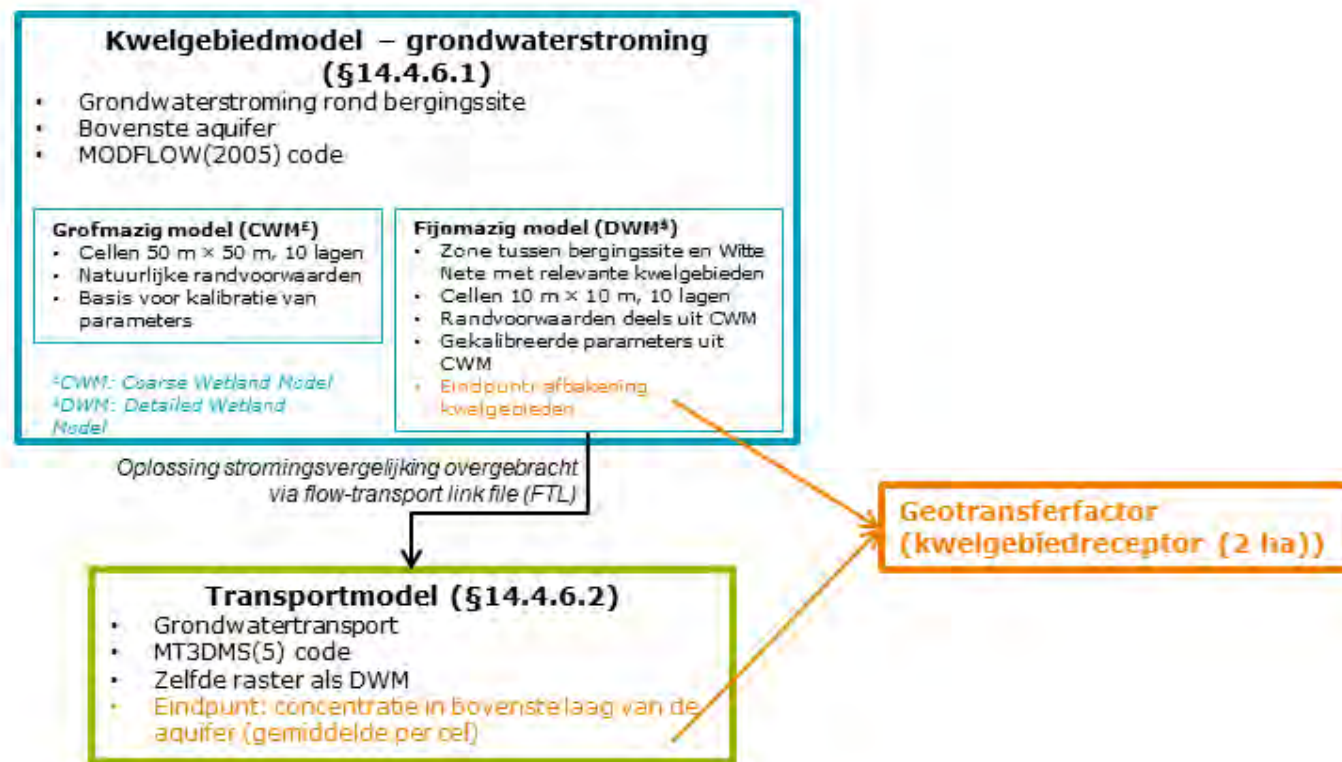 Kwelgebiedmodel – grondwaterstroming
(§14.4.6.1)
• Grondwaterstroming rond bergingssite
• Bovenste aquifer
• MODFLOW(2005) code
Grofmazig model (CWM£)
• Cellen 50 m × 50 m, 10 lagen
• Natuurlijke randvoorwaarden
• Basis voor kalibratie van
parameters
£CWM: Coarse Wetland Model
$DWM: Detailed Wetland
Model
Fijnmazig model (DWM$)
• Zone tussen bergingssite en Witte
Nete met relevante kwelgebieden
• Cellen 10 m × 10 m, 10 lagen
• Randvoorwaarden deels uit CWM
• Gekalibreerde parameters uit
CWM
• Eindpunt: afbakening
kwelgebieden
Oplossing stromingsvergelijking overgebracht
via flow-transport link file (FTL)
Geotransferfactor
(kwelgebiedreceptor (2 ha))
Transportmodel (§14.4.6.2)
• Grondwatertransport
• MT3DMS(5) code
• Zelfde raster als DWM
• Eindpunt: concentratie in bovenste laag van de
aquifer (gemiddelde per cel)